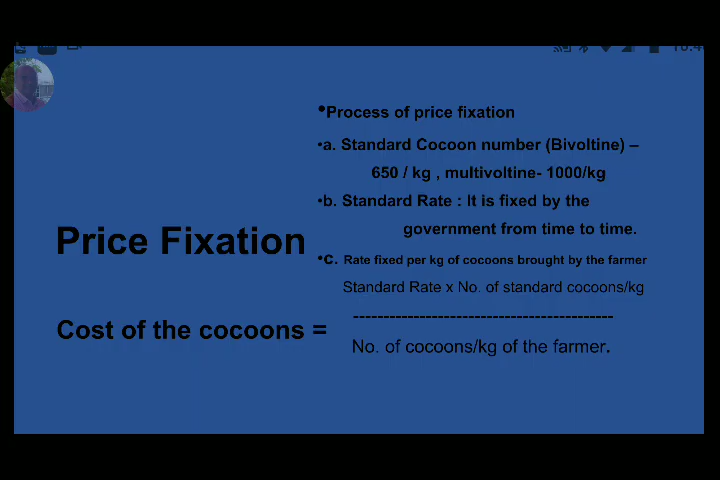 •Process of price fixation
•a. Standard Cocoon number (Bivoltine) –
650 / kg , multivoltine- 1000/kg
•b. Standard Rate : It is fixed by the
government from time to time.
Price Fixation
•C. Rate fixed per kg of cocoons brought by the farmer
Standard Rate x No. of standard cocoons/kg
-------------------------------------------
Cost of the cocoons =
No. of cocoons/kg of the farmer.